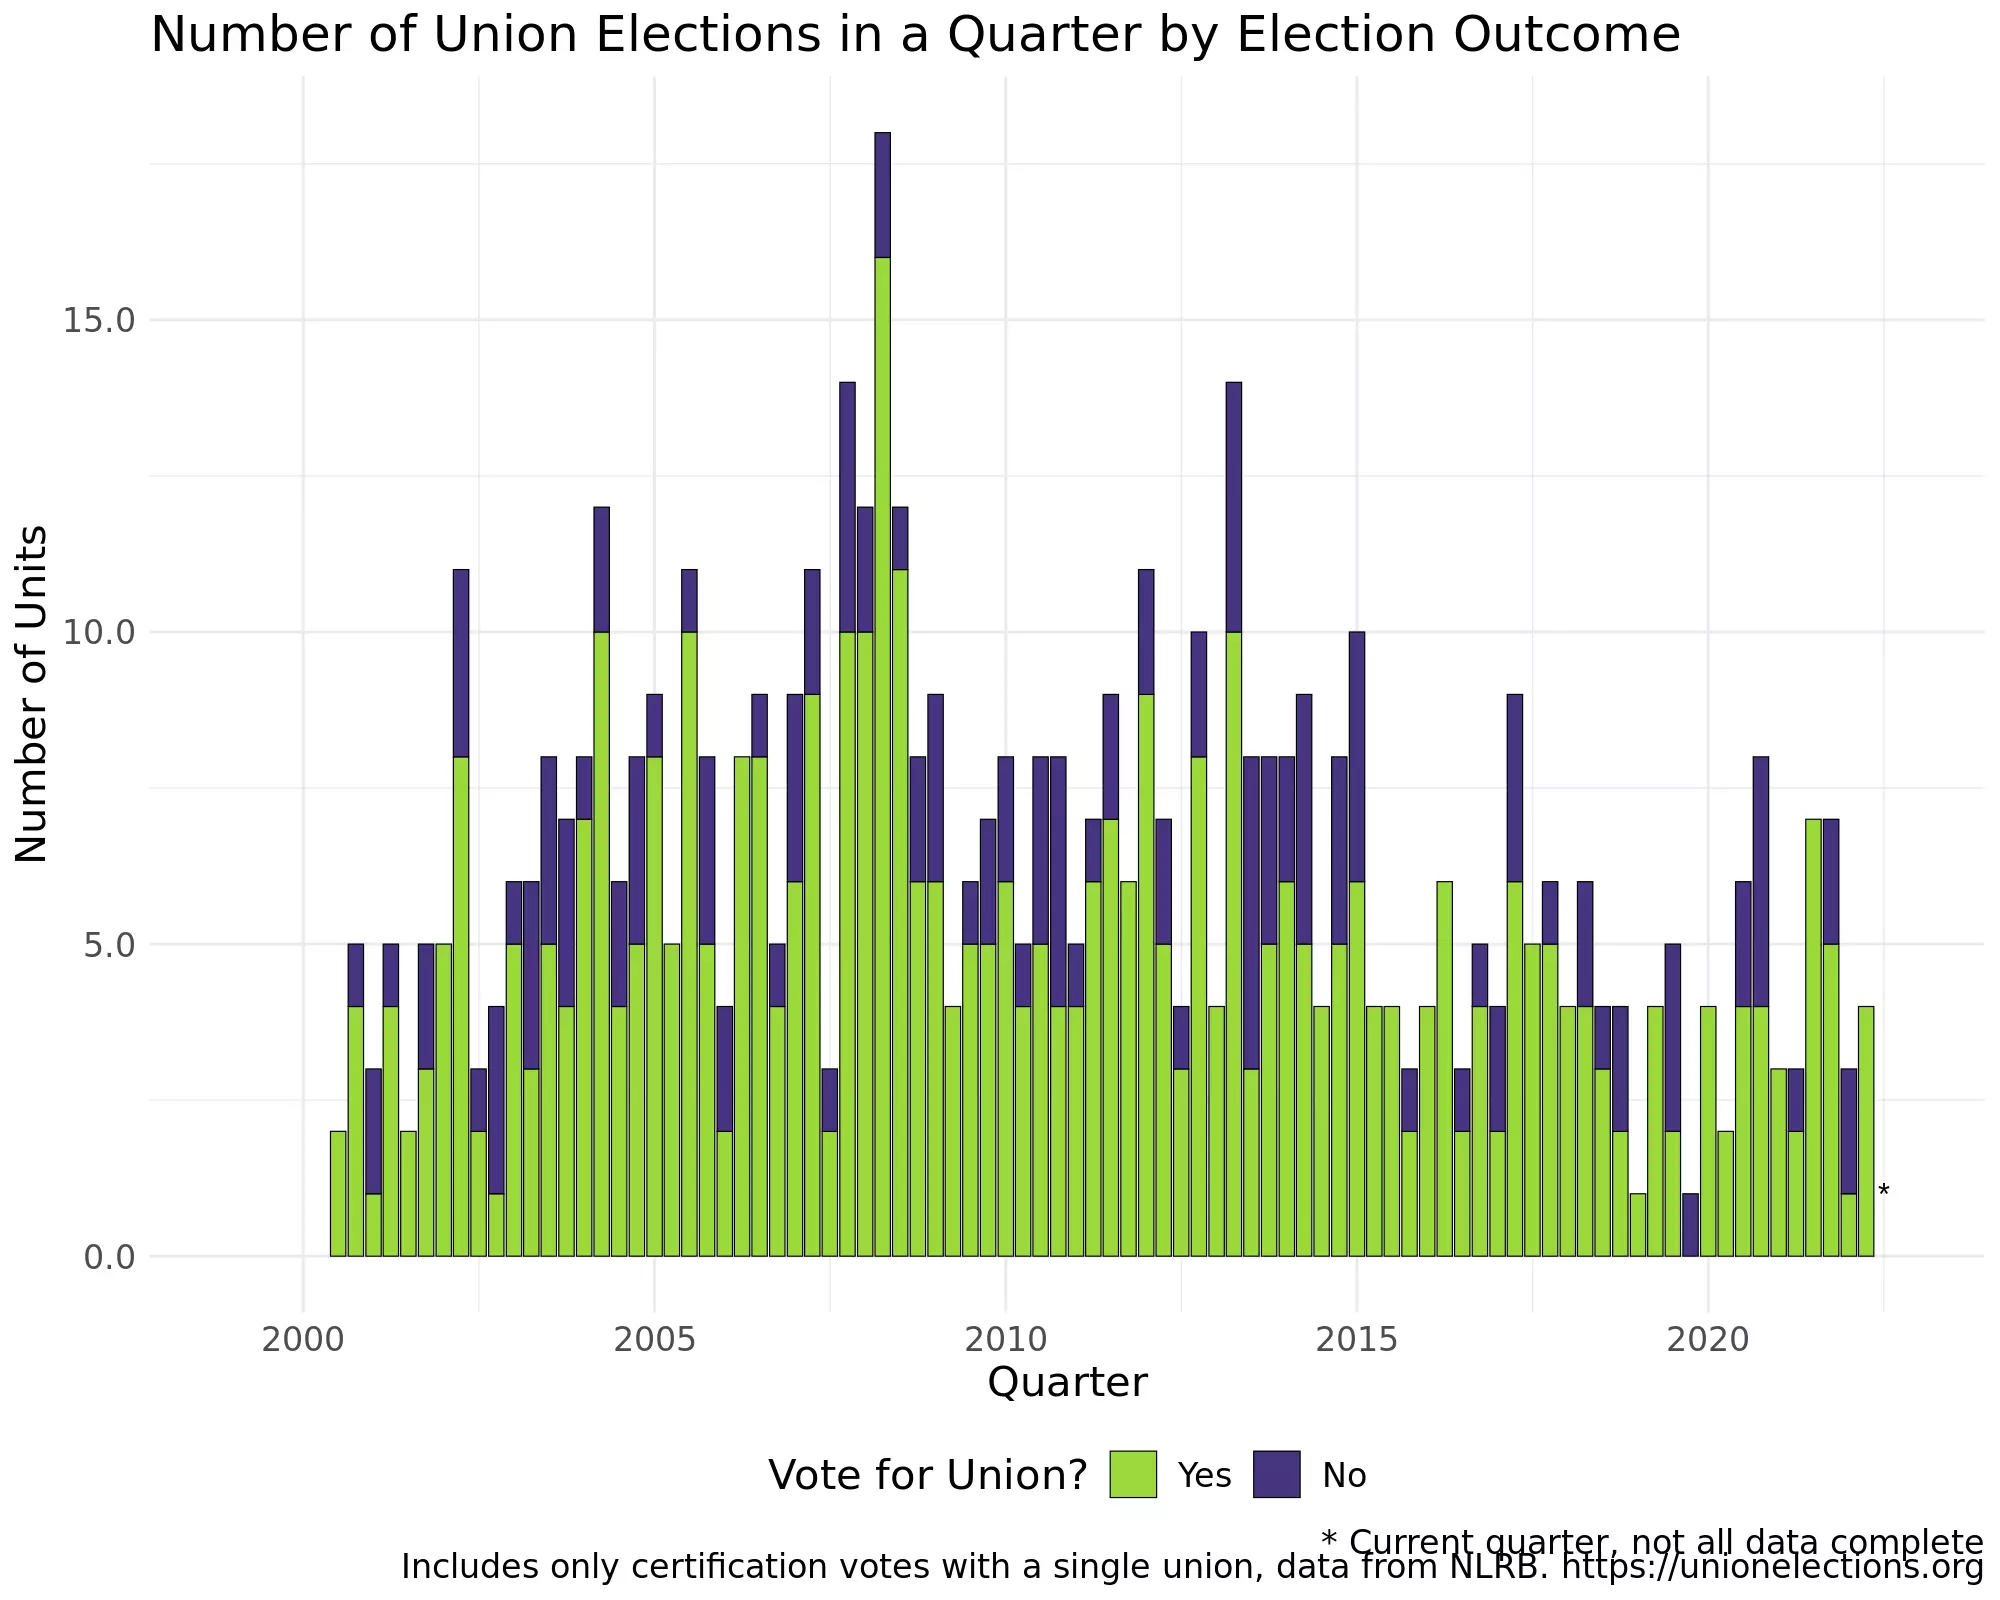 Number of Union Elections in a Quarter by Election Outcome
Number of Units
15.0
10.0
5.0
0.0
*
2000 2005 2010 2015 2020
Quarter
Vote for Union? Yes No
* Current quarter, not all data complete
Includes only certification votes with a single union, data from NLRB. https://unionelections.org